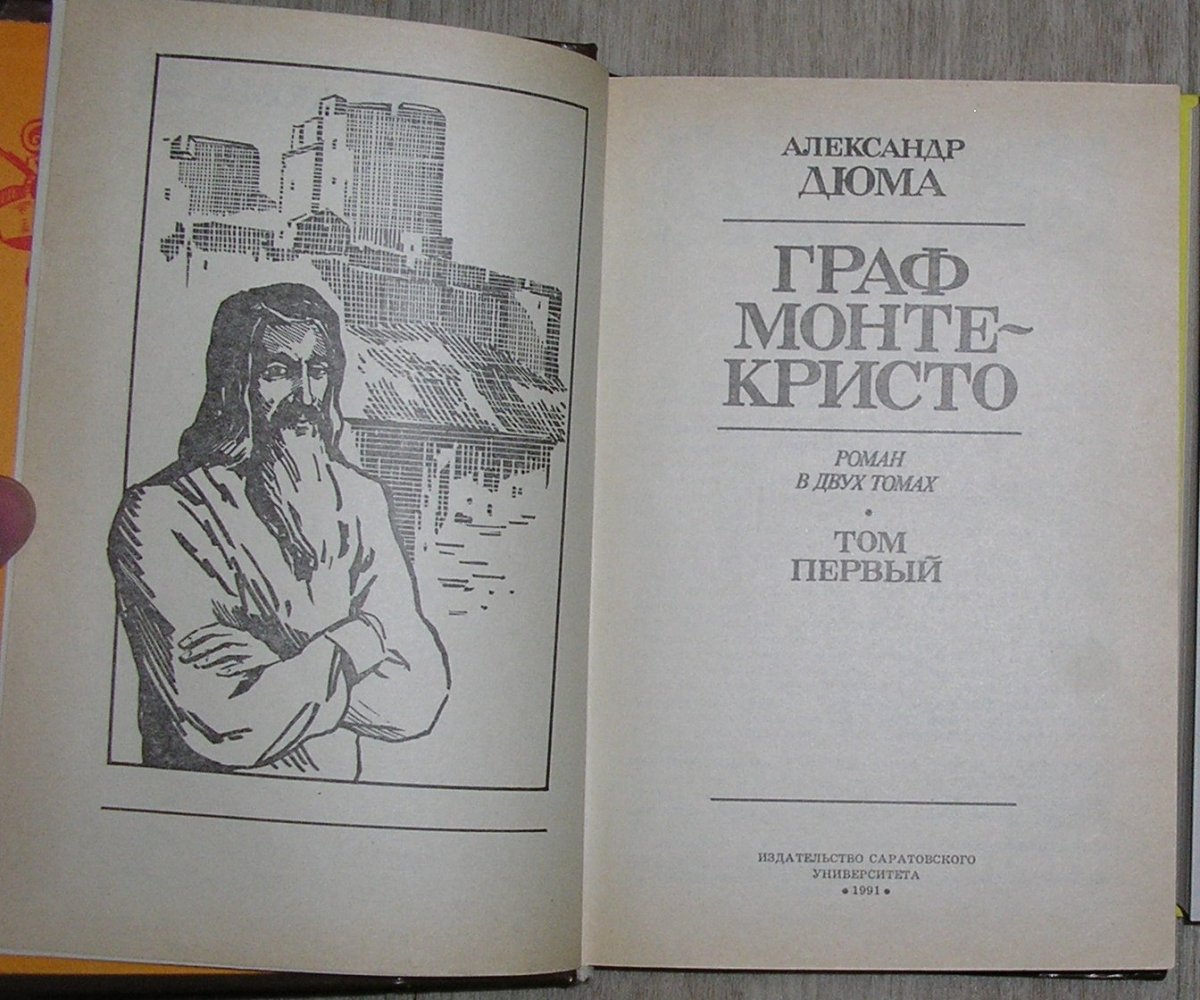 АЛЕКСАНДР
ДЮМА
ГРАФ
МОНТЕ-
КРИСТО
РОМАН
В ДВУХ ТОМАХ
•
ТОМ
ПЕРВЫЙ
ИЗДАТЕЛЬСТВО САРАТОВСКОГО
УНИВЕРСИТЕТА
• 1991 •